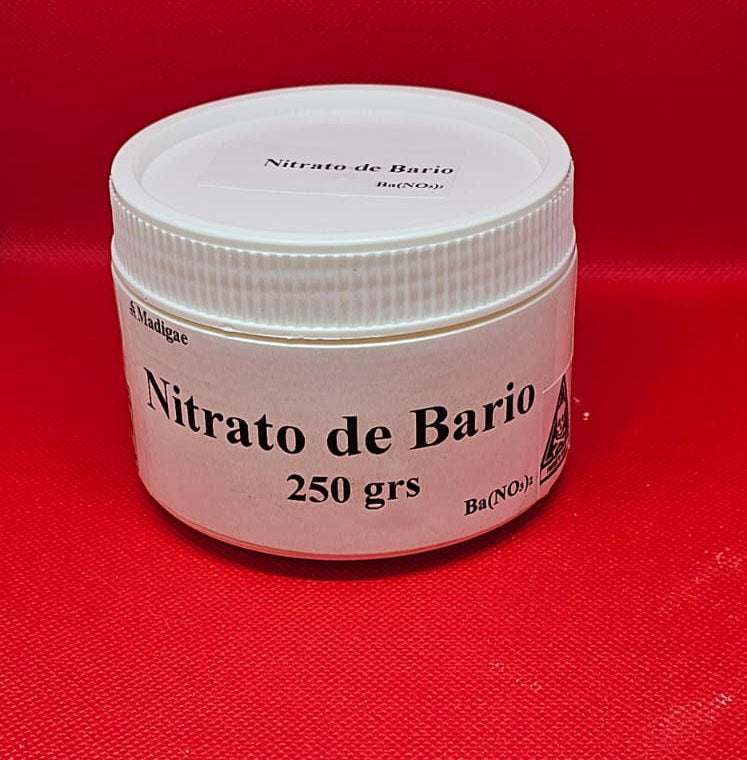 Nitrato de Bario
Ba(NO₃)₂
Madigae
Nitrato de Bario
250 grs
Ba(NO₃)₂